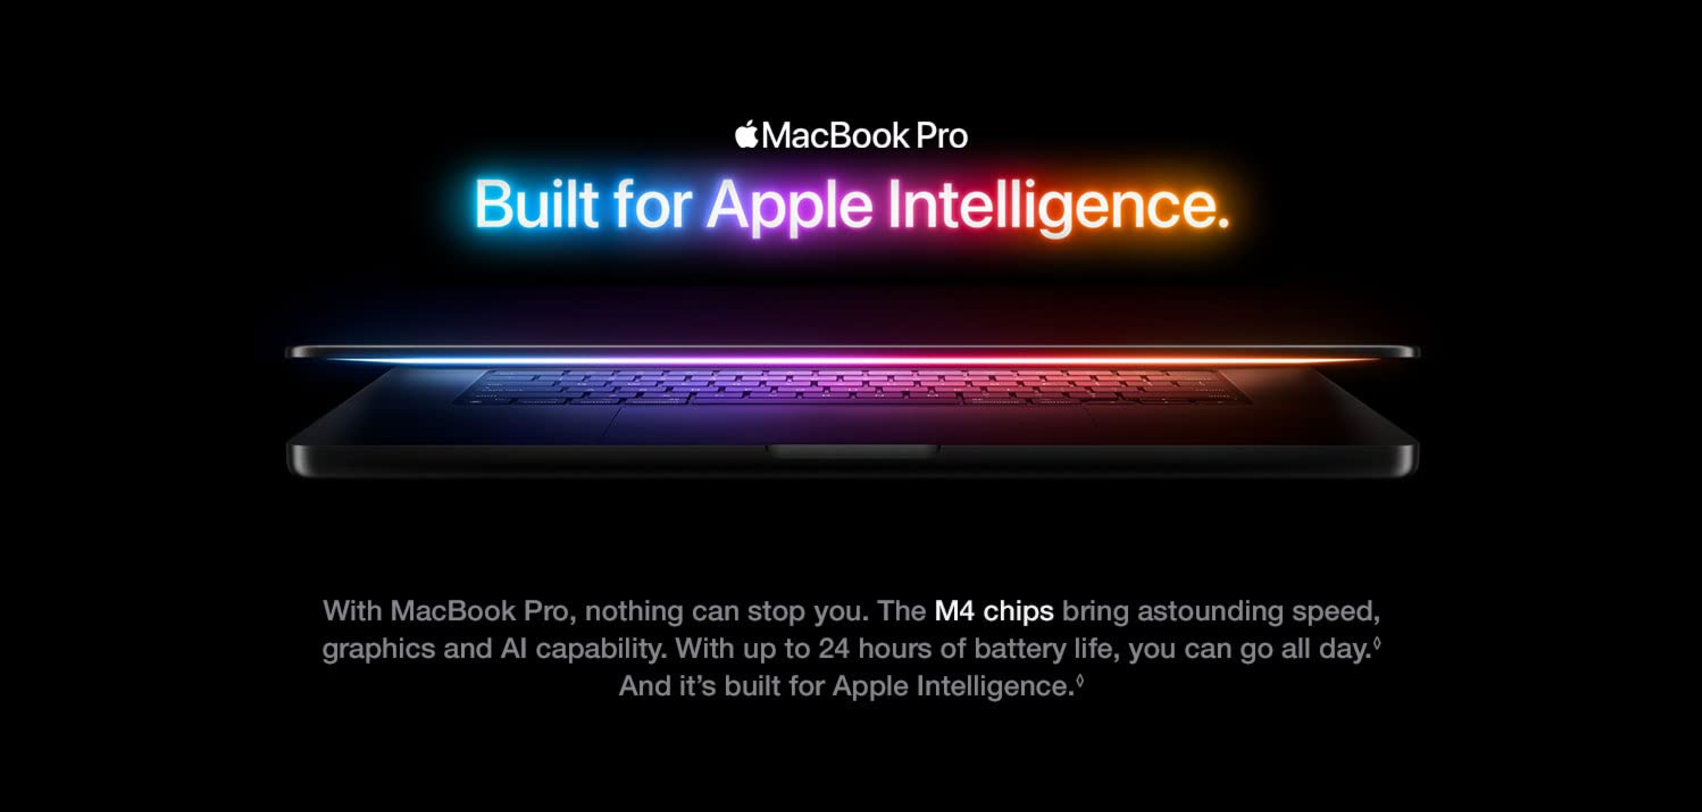 MacBook Pro
Built for Apple Intelligence.
With MacBook Pro, nothing can stop you. The M4 chips bring astounding speed,
graphics and AI capability. With up to 24 hours of battery life, you can go all day.◊
And it’s built for Apple Intelligence.◊